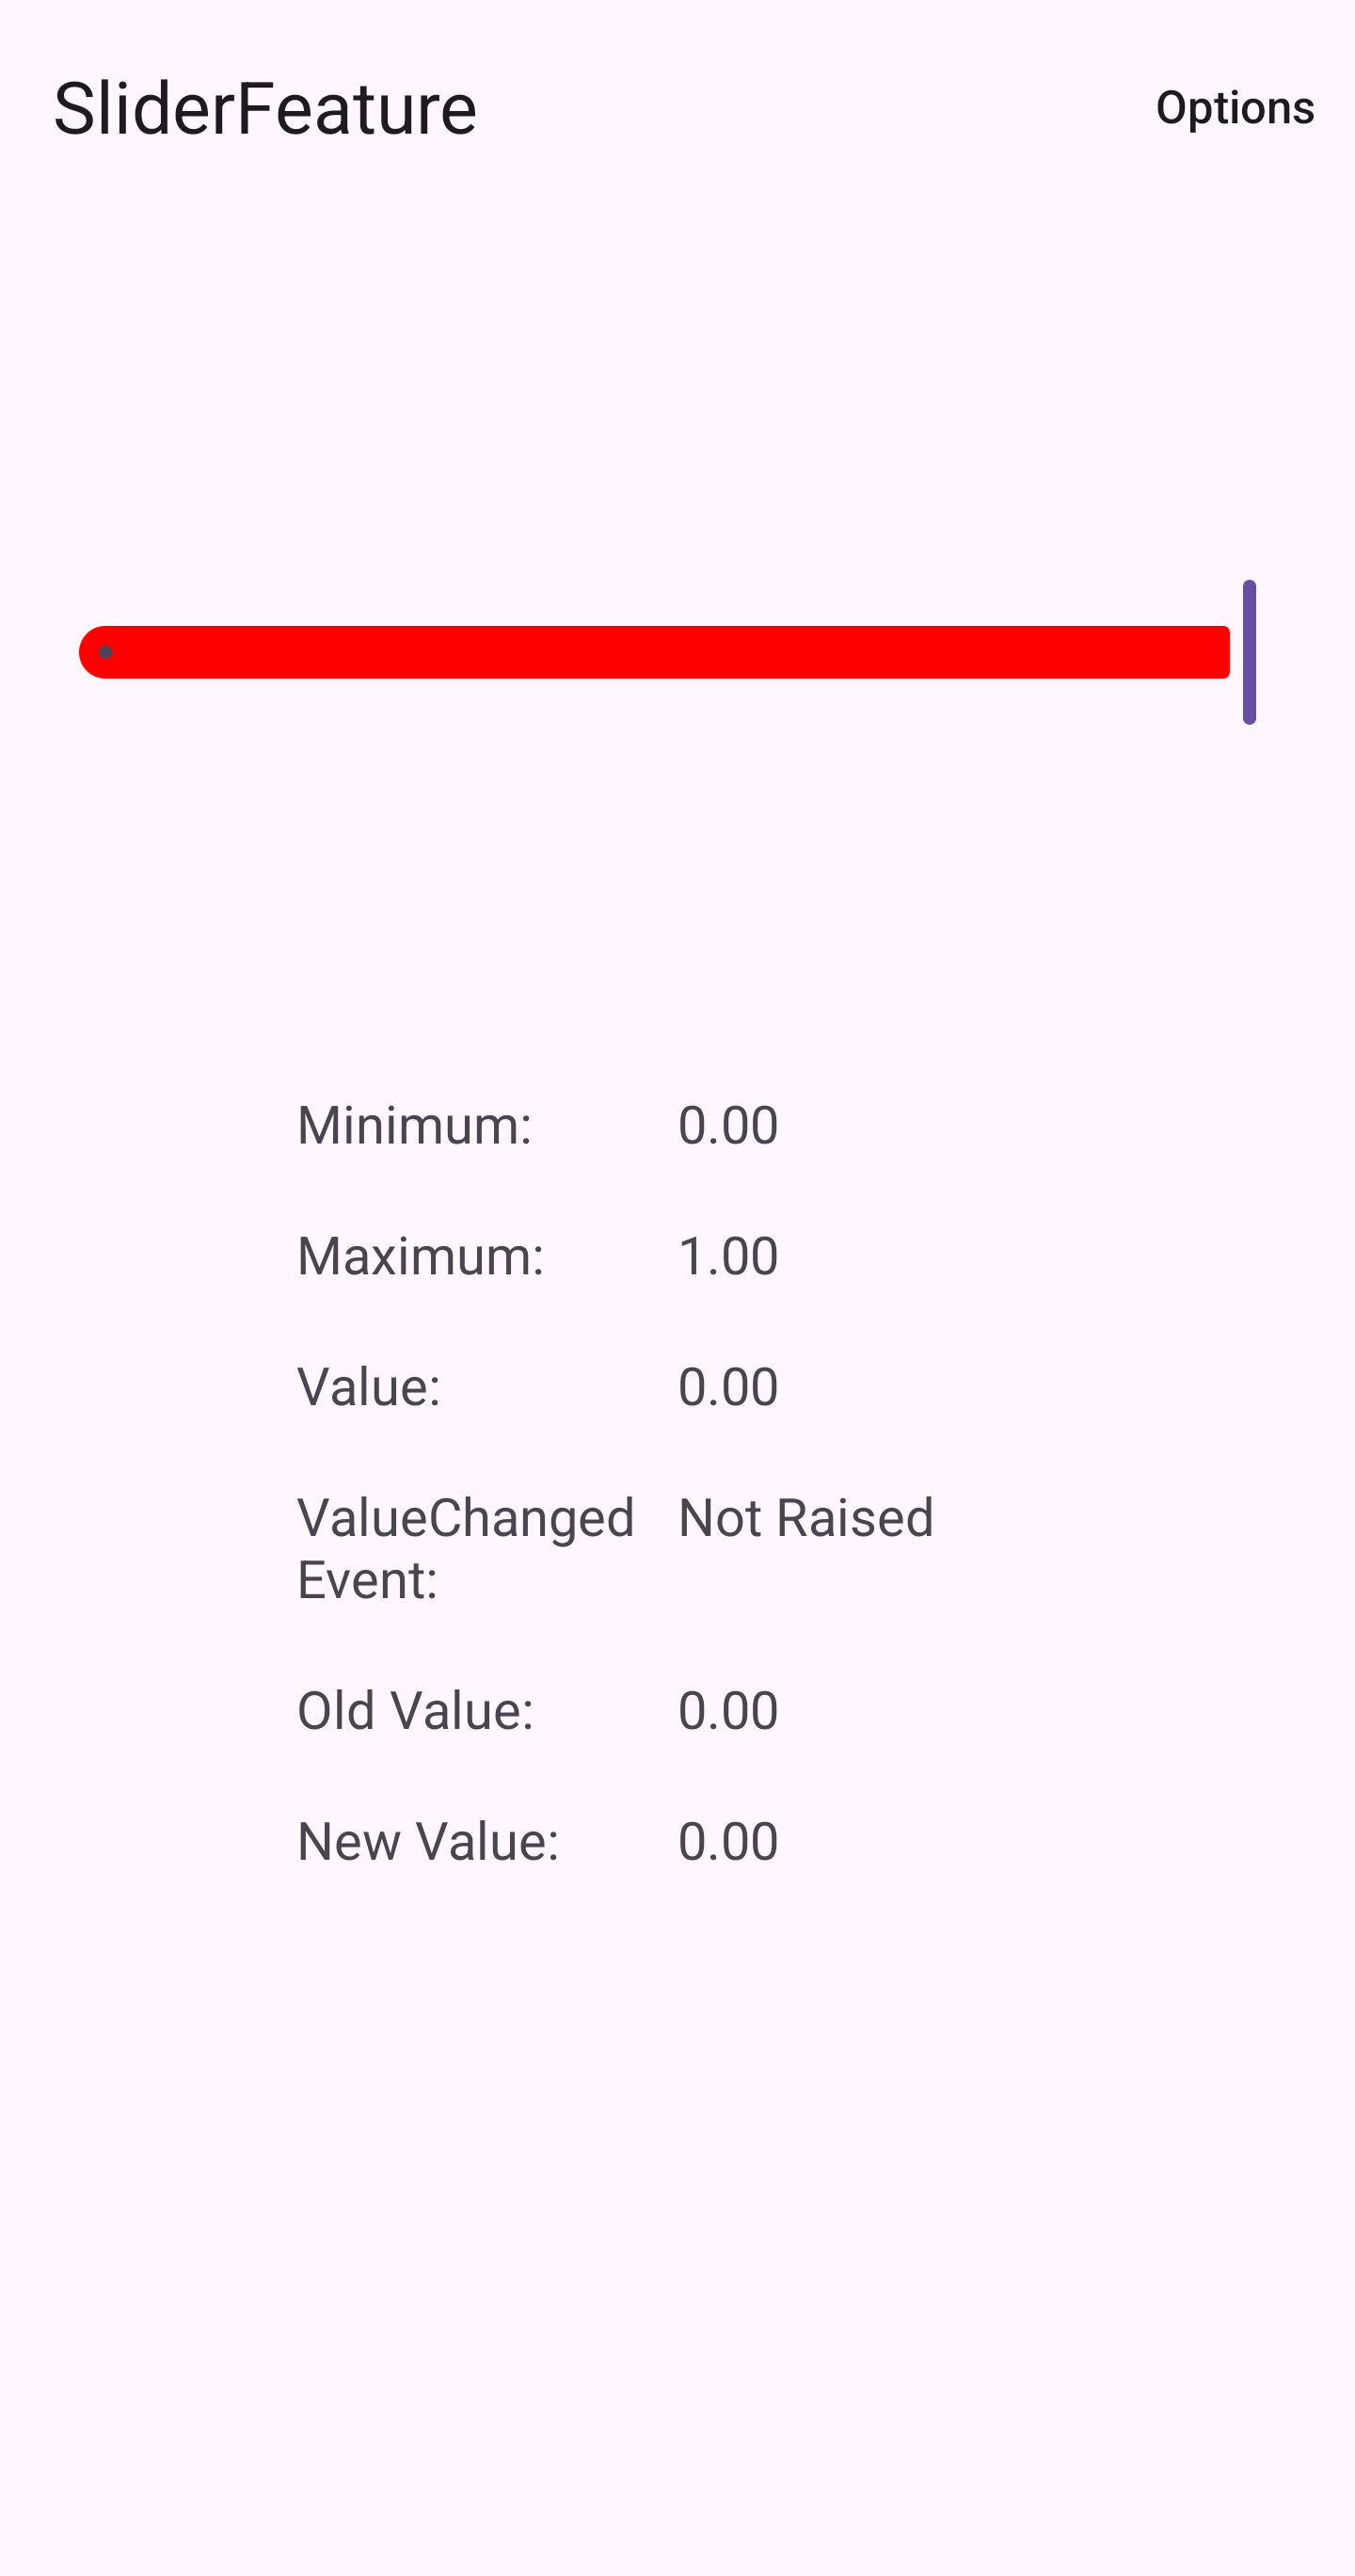 SliderFeature Options
Minimum: 0.00
Maximum: 1.00
Value: 0.00
ValueChanged Not Raised
Event:
Old Value: 0.00
New Value: 0.00